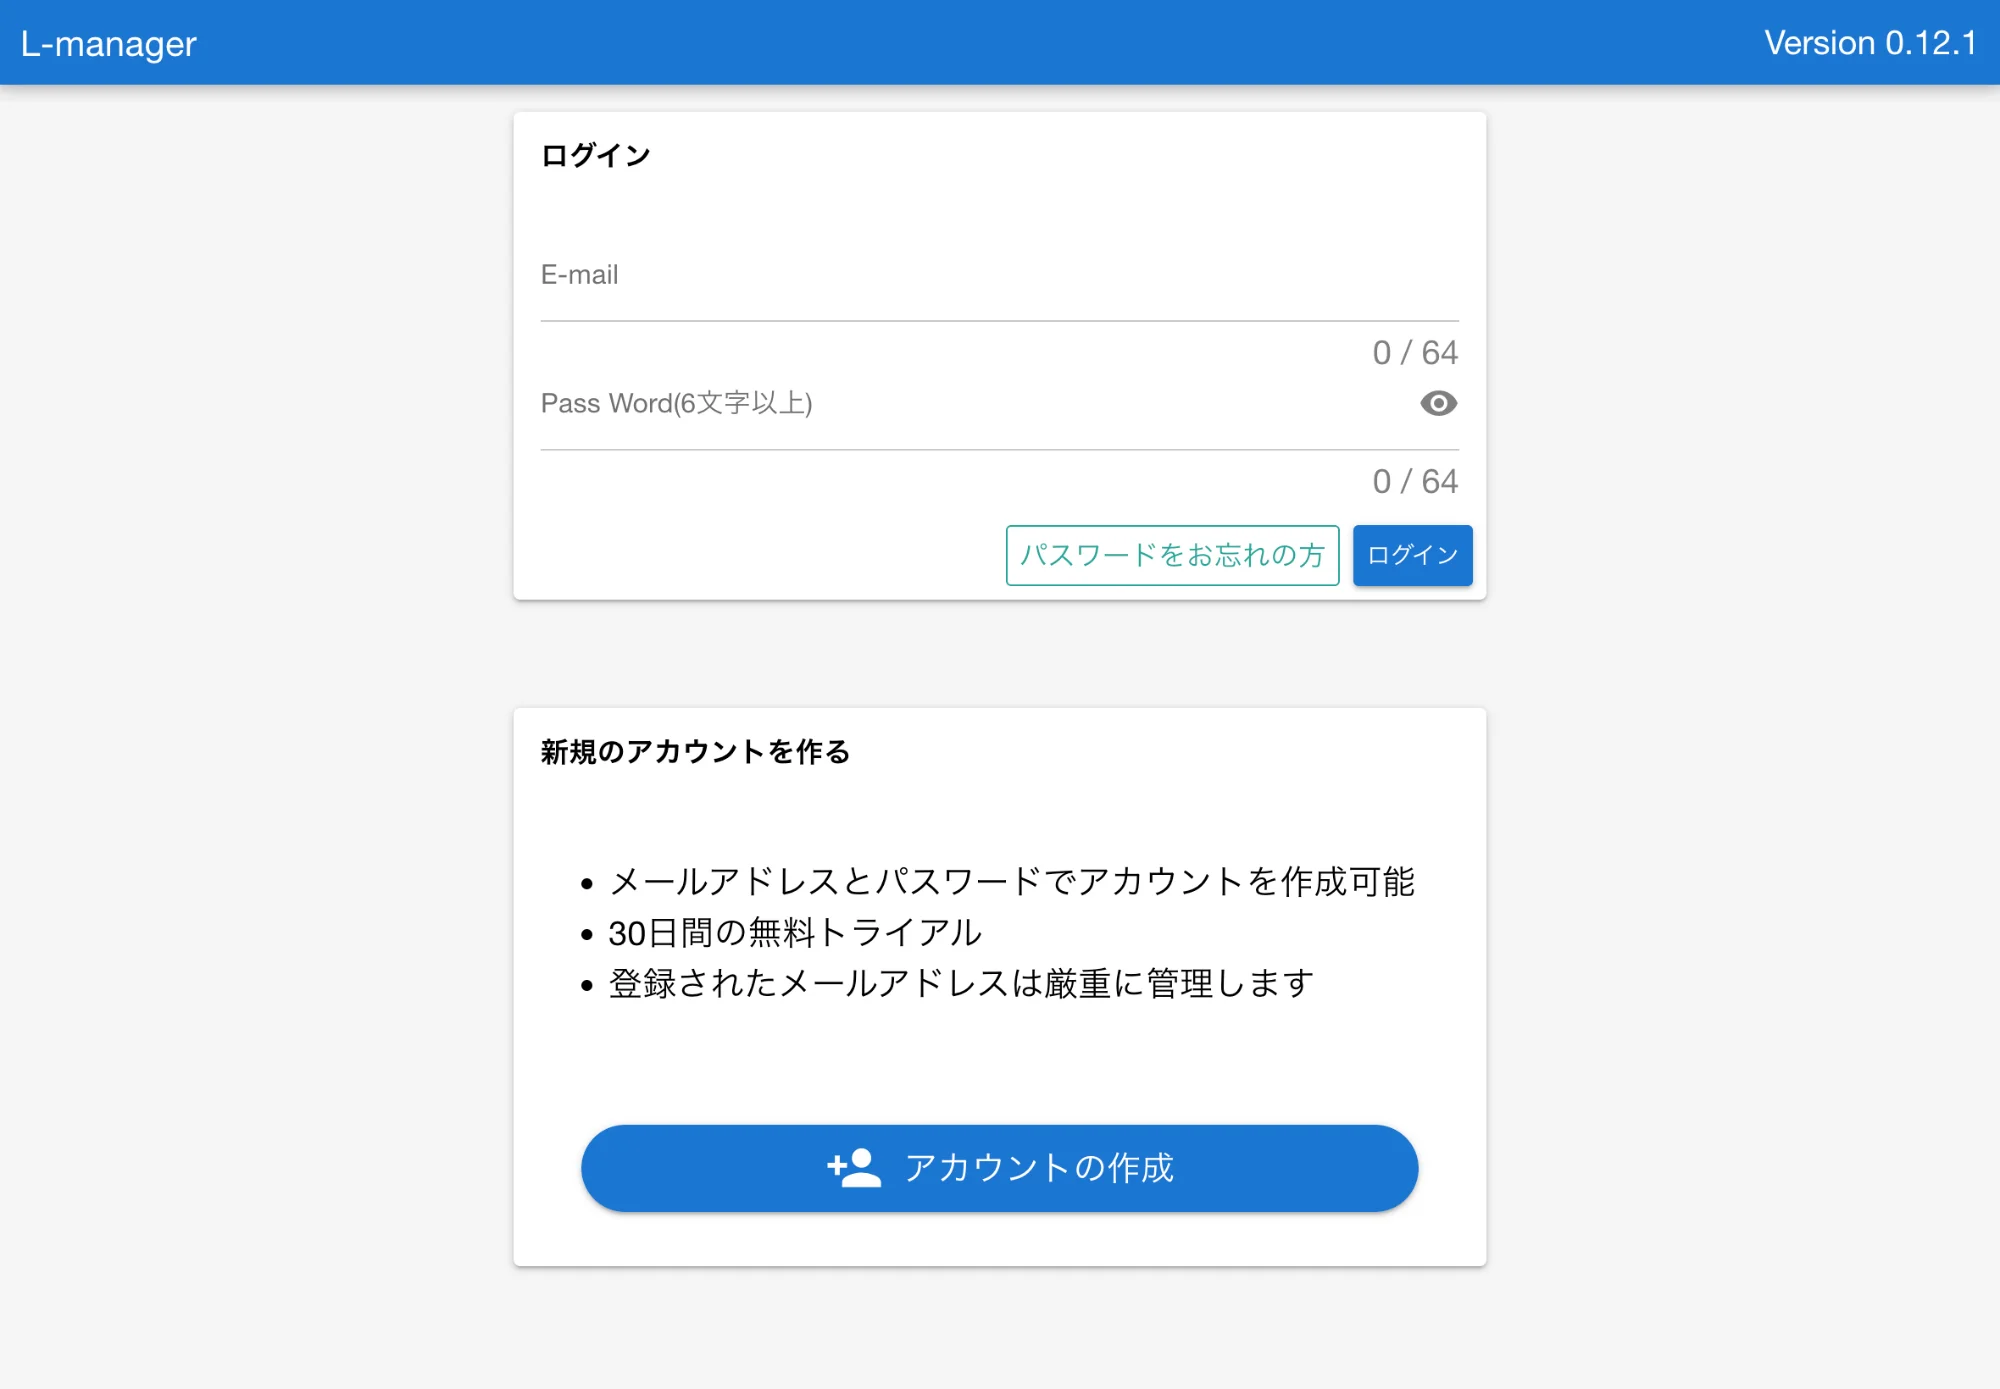 L-manager
Version 0.12.1
ログイン
E-mail
0 / 64
Pass Word(6文字以上)
0 / 64
パスワードをお忘れの方
ログイン
新規のアカウントを作る
• メールアドレスとパスワードでアカウントを作成可能
• 30日間の無料トライアル
• 登録されたメールアドレスは厳重に管理します
アカウントの作成